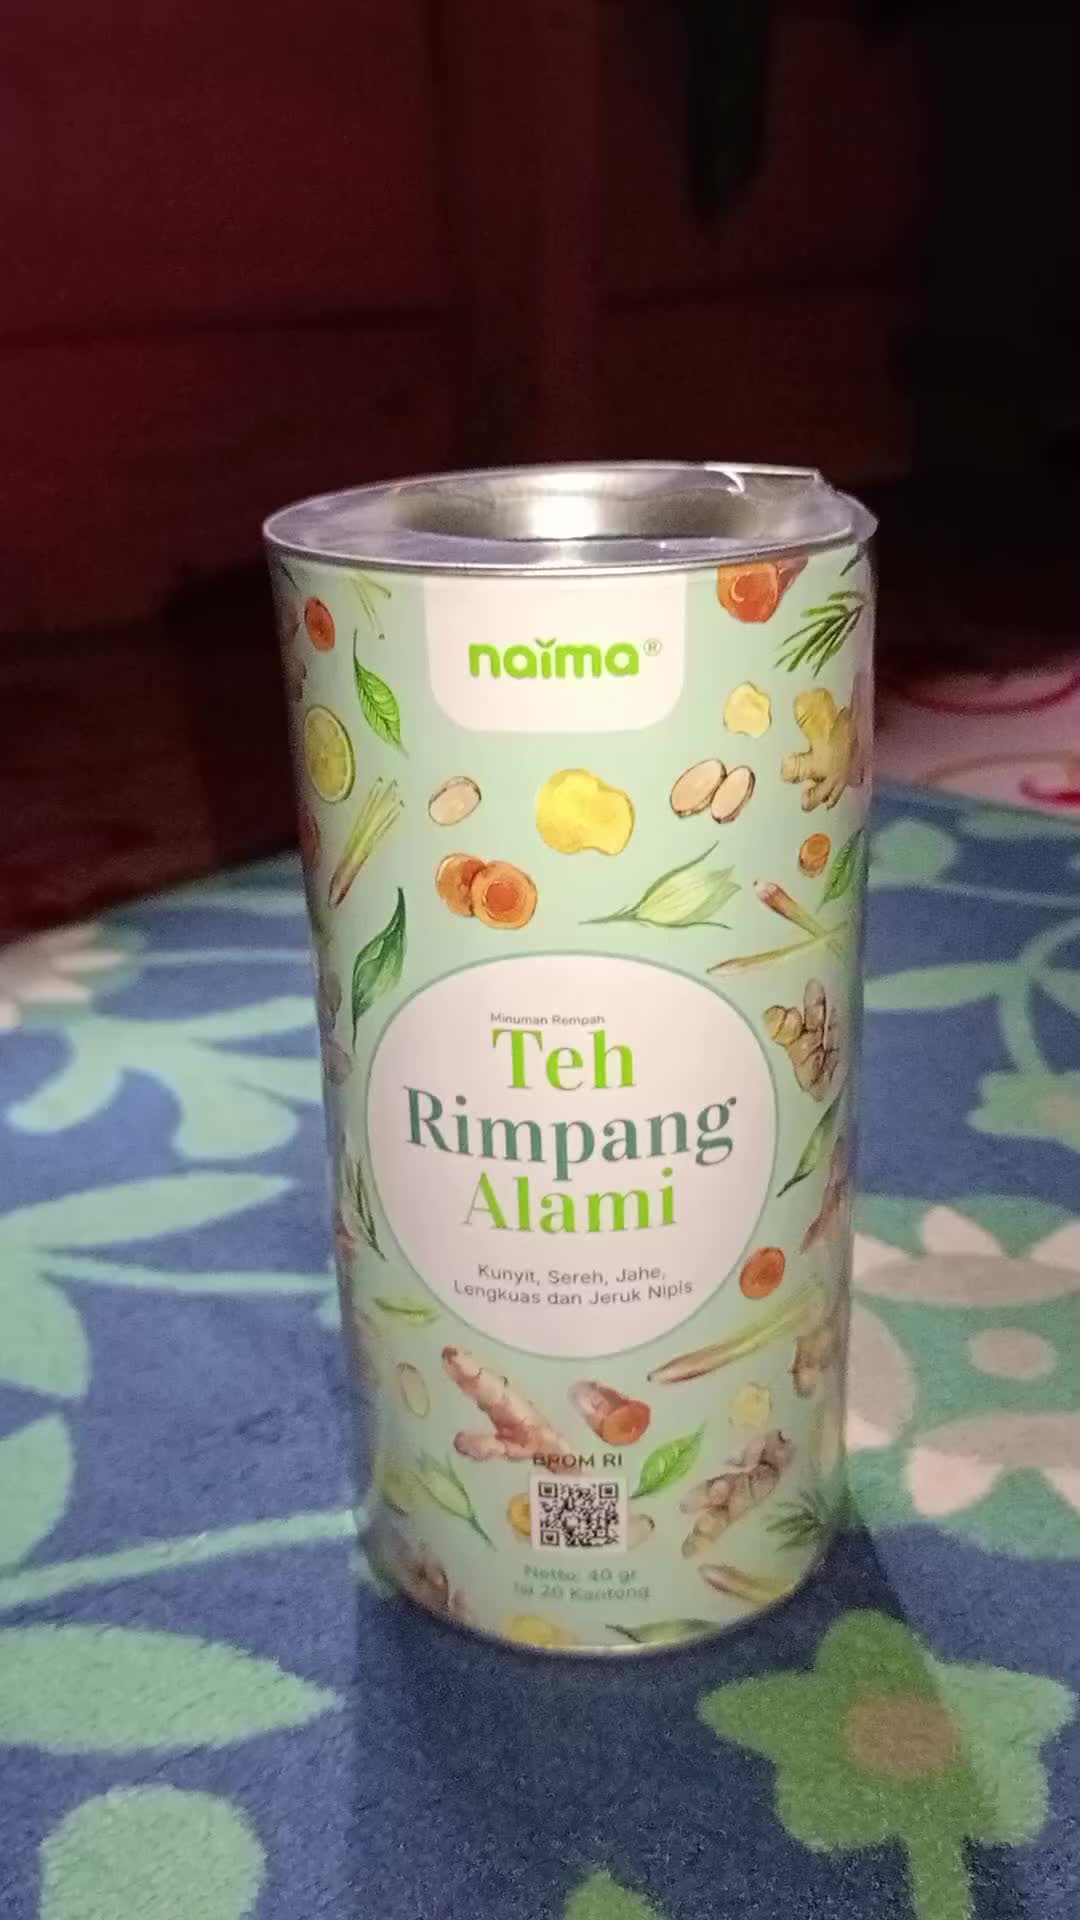 naima®
Minuman Rempah
Teh
Rimpang
Alami
Kunyit, Sereh, Jahe,
Lengkuas dan Jeruk Nipis
BPOM RI
Netto: 40 gr
Isi 20 Kantong